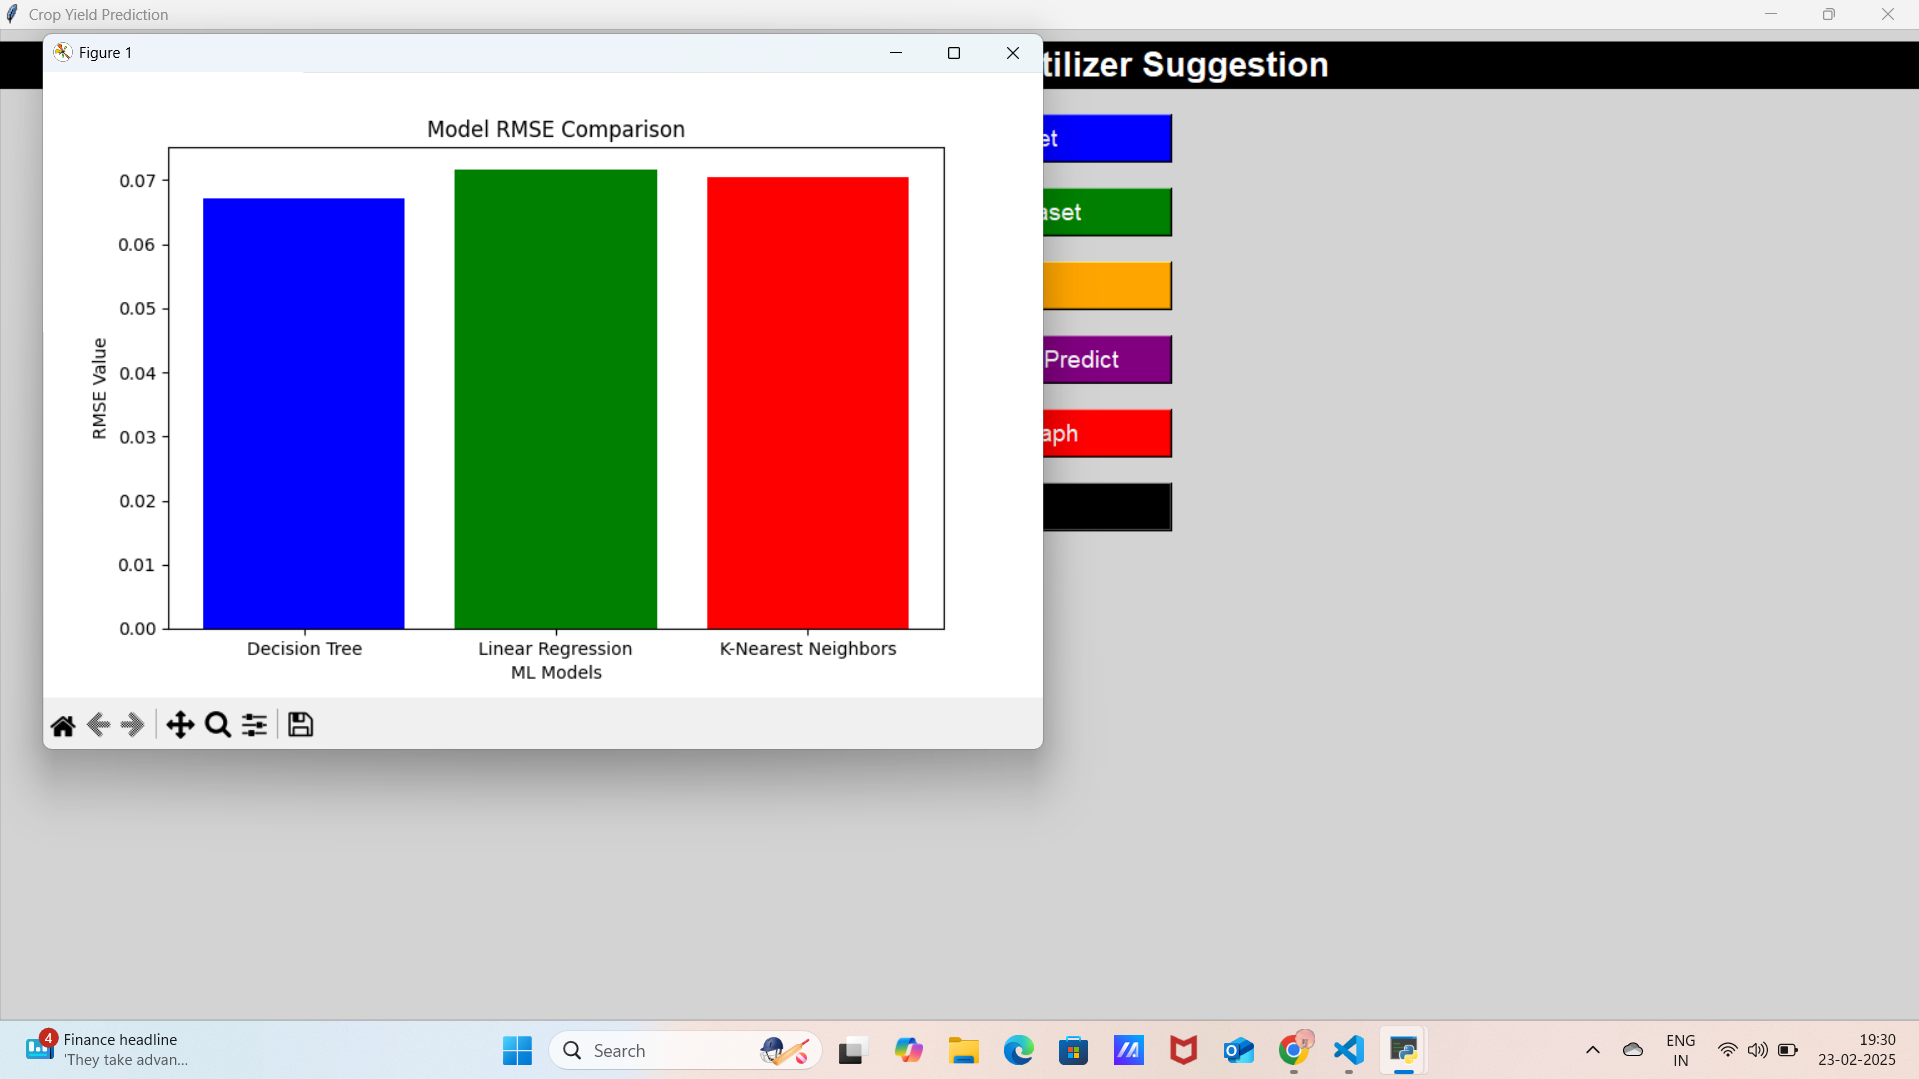 Crop Yield Prediction
Figure 1
tilizer Suggestion
Model RMSE Comparison
0.07
0.06
0.05
0.04
0.03
0.02
0.01
0.00
RMSE Value
Decision Tree
Linear Regression
K-Nearest Neighbors
ML Models
et
aset
Predict
aph
4
Finance headline
'They take advan...
Search
ENG
IN
19:30
23-02-2025